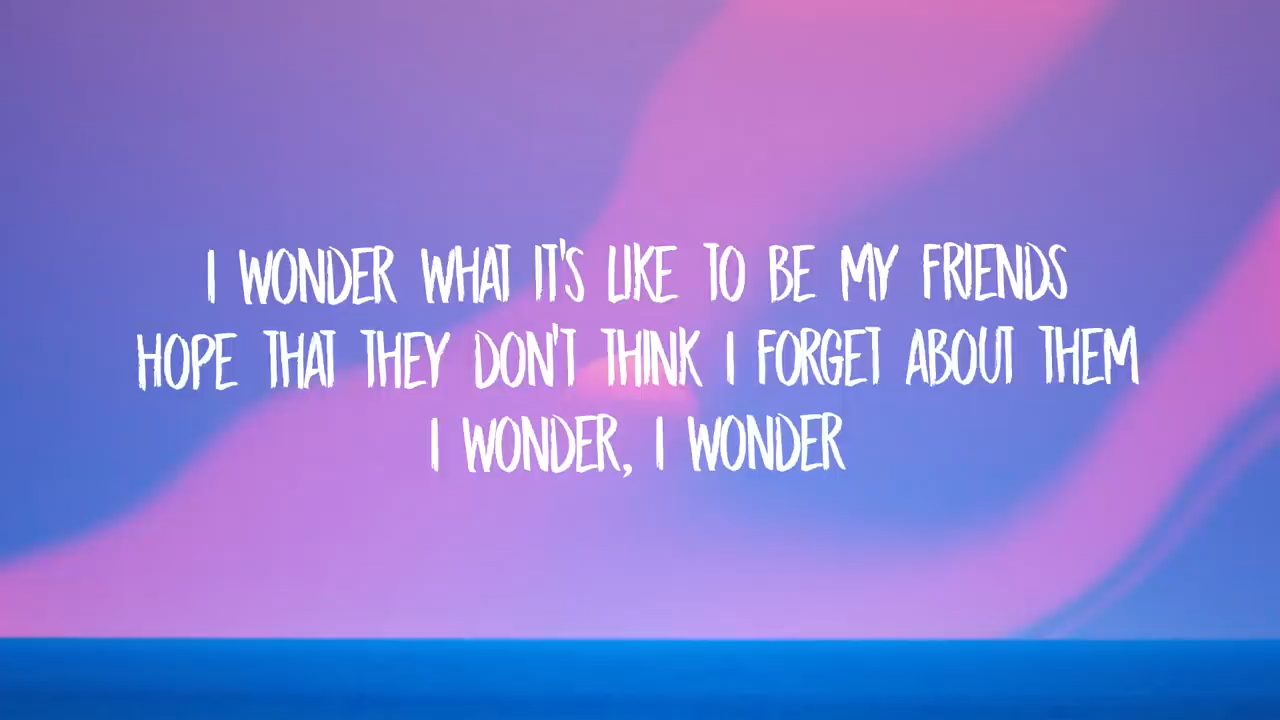 I WONDER WHAT IT'S LIKE TO BE MY FRIENDS
HOPE THAT THEY DON'T THINK I FORGET ABOUT THEM
I WONDER, I WONDER